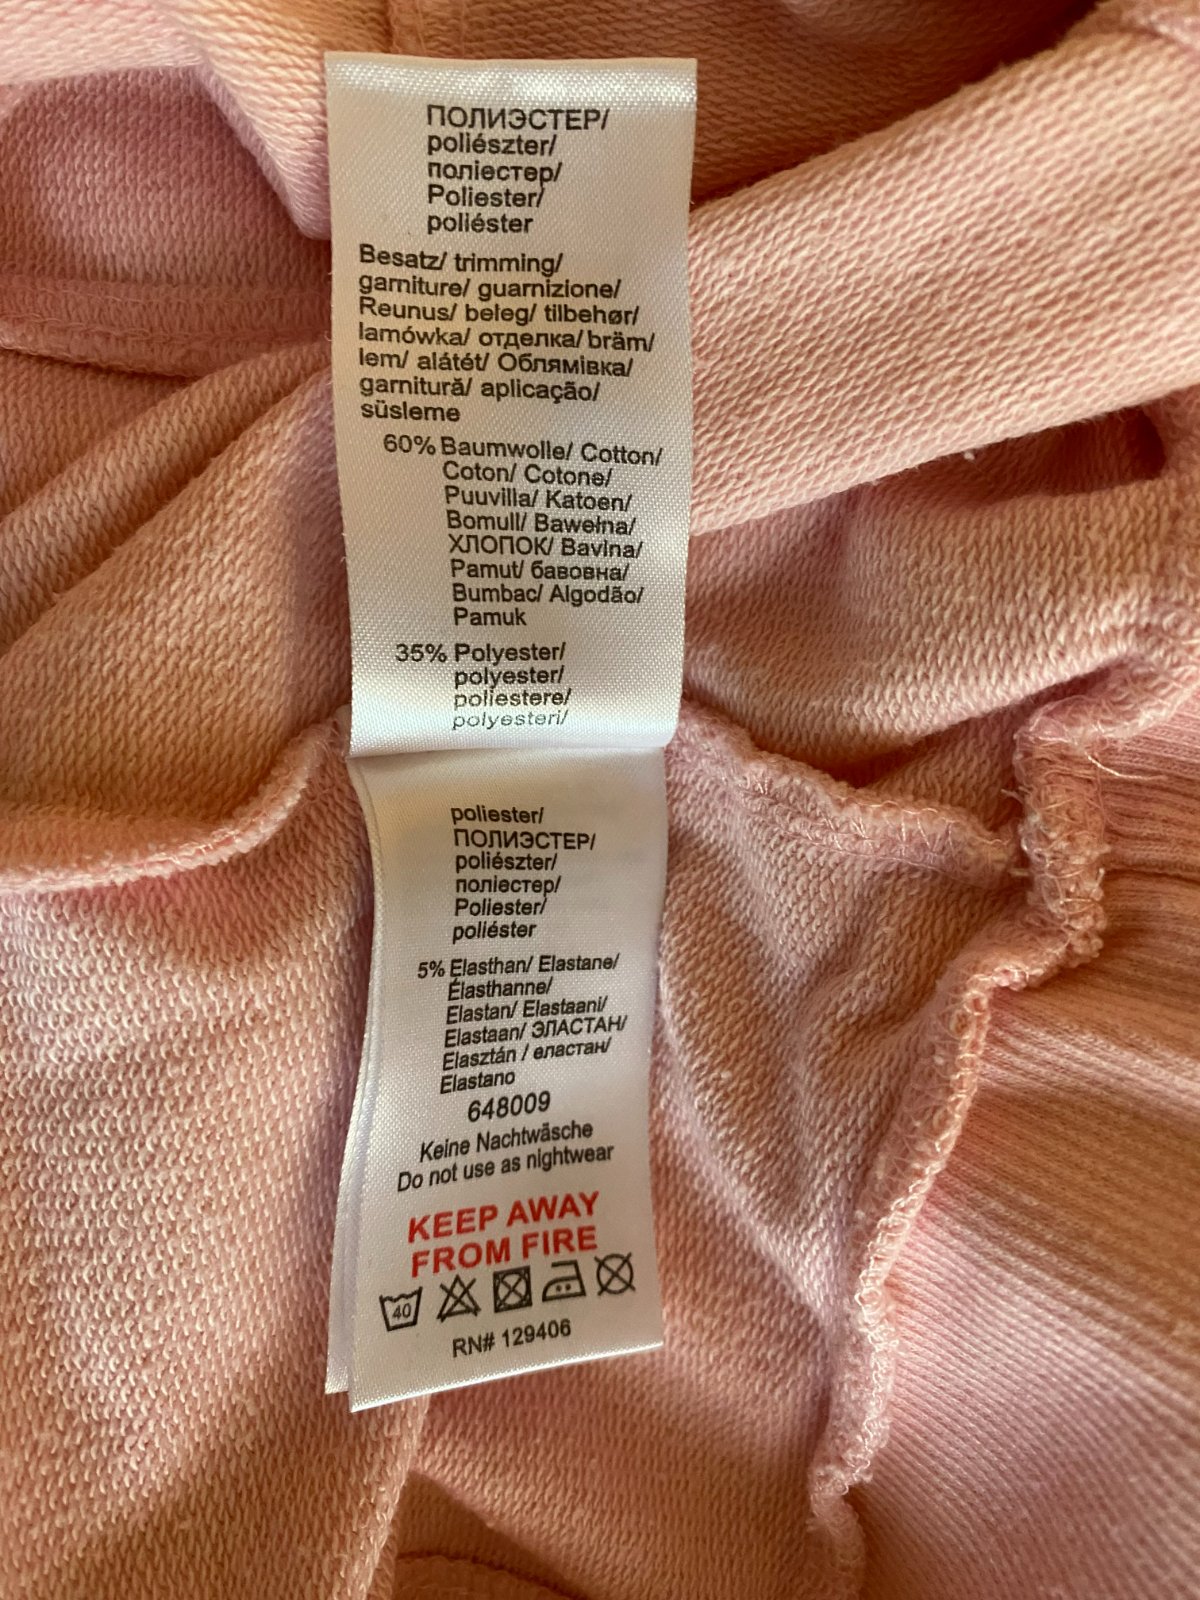 ПОЛИЭСТЕР/
poliészter/
поліестер/
Poliester/
poliéster
Besatz/ trimming/
garniture/ guarnizione/
Reunus/ beleg/ tilbehør/
lamówka/ отделка/ bräm/
lem/ alátét/ Облямівка/
garnitură/ aplicação/
süsleme
60% Baumwolle/ Cotton/
Coton/ Cotone/
Puuvilla/ Katoen/
Bomull/ Bawełna/
ХЛОПОК/ Bavlna/
Pamut/ бавовна/
Bumbac/ Algodão/
Pamuk
35% Polyester/
polyester/
poliestere/
polyesteri/
poliester/
ПОЛИЭСТЕР/
poliészter/
поліестер/
Poliester/
poliéster
5% Elasthan/ Elastane/
Élasthanne/
Elastan/ Elastaani/
Elastaan/ ЭЛАСТАН/
Elasztán / еластан/
Elastano
648009
Keine Nachtwäsche
Do not use as nightwear
KEEP AWAY
FROM FIRE
40
RN# 129406